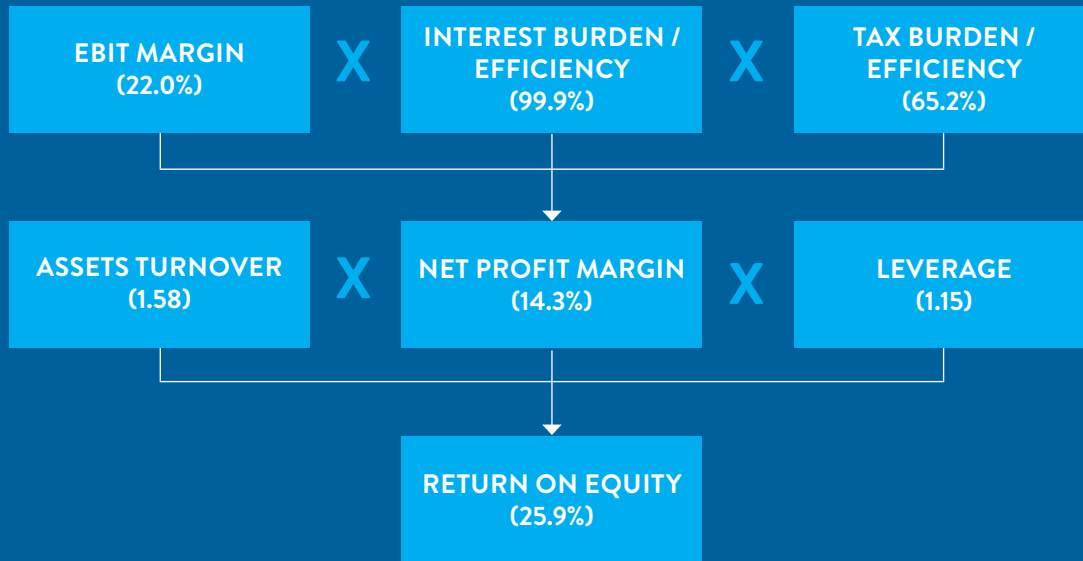 EBIT MARGIN
(22.0%)
X
INTEREST BURDEN /
EFFICIENCY
(99.9%)
X
TAX BURDEN /
EFFICIENCY
(65.2%)
ASSETS TURNOVER
(1.58)
X
NET PROFIT MARGIN
(14.3%)
X
LEVERAGE
(1.15)
RETURN ON EQUITY
(25.9%)